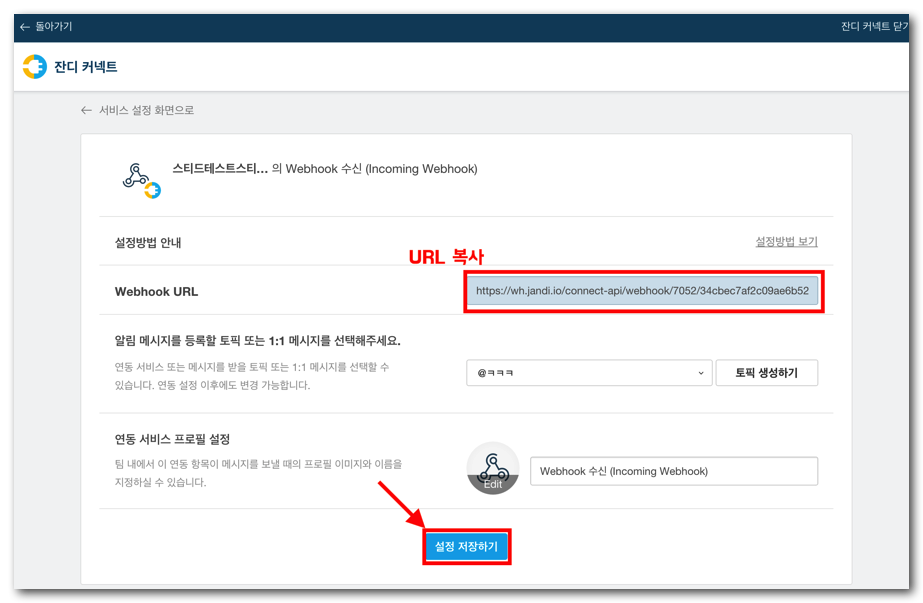 ← 돌아가기
잔디 커넥트 닫기
잔디 커넥트
← 서비스 설정 화면으로
스티드테스트스티... 의 Webhook 수신 (Incoming Webhook)
설정방법 안내
설정방법 보기
URL 복사
Webhook URL
https://wh.jandi.io/connect-api/webhook/7052/34cbec7af2c09ae6b52
알림 메시지를 등록할 토픽 또는 1:1 메시지를 선택해주세요.
연동 서비스 또는 메시지를 받을 토픽 또는 1:1 메시지를 선택할 수
있습니다. 연동 설정 이후에도 변경 가능합니다.
@ㅋㅋㅋ
토픽 생성하기
연동 서비스 프로필 설정
팀 내에서 이 연동 항목이 메시지를 보낼 때의 프로필 이미지와 이름을
지정하실 수 있습니다.
Edit
Webhook 수신 (Incoming Webhook)
설정 저장하기